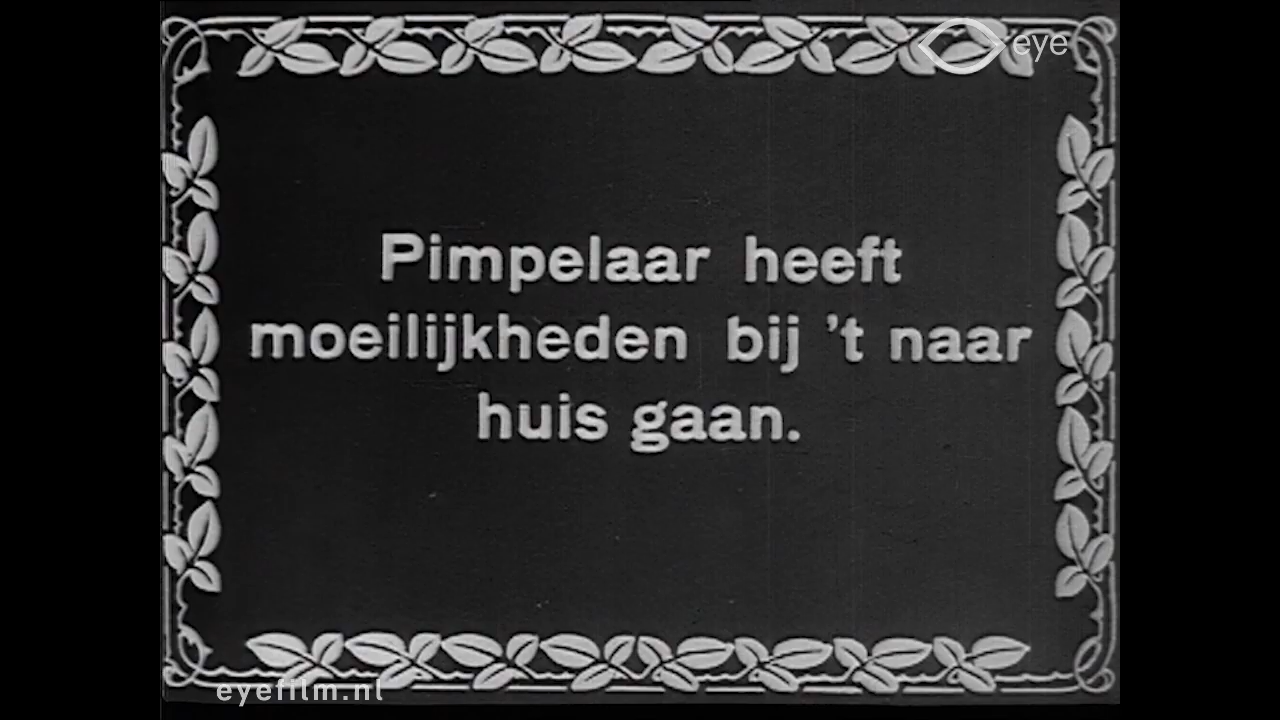 eye
Pimpelaar heeft
moeilijkheden bij 't naar
huis gaan.
eyefilm.nl